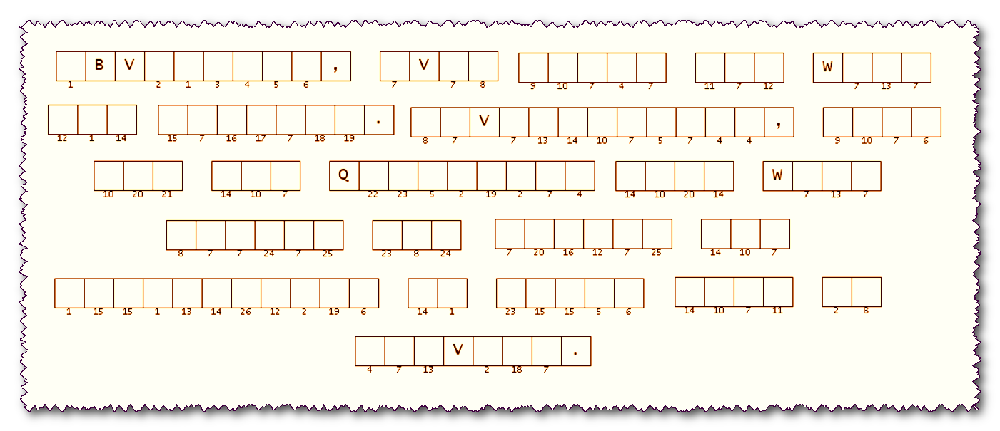 B V , V W
1 2 1 3 4 5 6 7 7 8 9 10 7 4 7 11 7 12 7 13 7
. V ,
12 1 14 15 7 16 17 7 18 19 8 7 7 13 14 10 7 5 7 4 4 9 10 7 6
Q W
10 20 21 14 10 7 22 23 5 2 19 2 7 4 14 10 20 14 7 13 7
8 7 7 24 7 25 23 8 24 7 20 16 12 7 25 14 10 7
1 15 15 1 13 14 26 12 2 19 6 14 1 23 15 15 5 6 14 10 7 11 2 8
V .
4 7 13 2 18 7